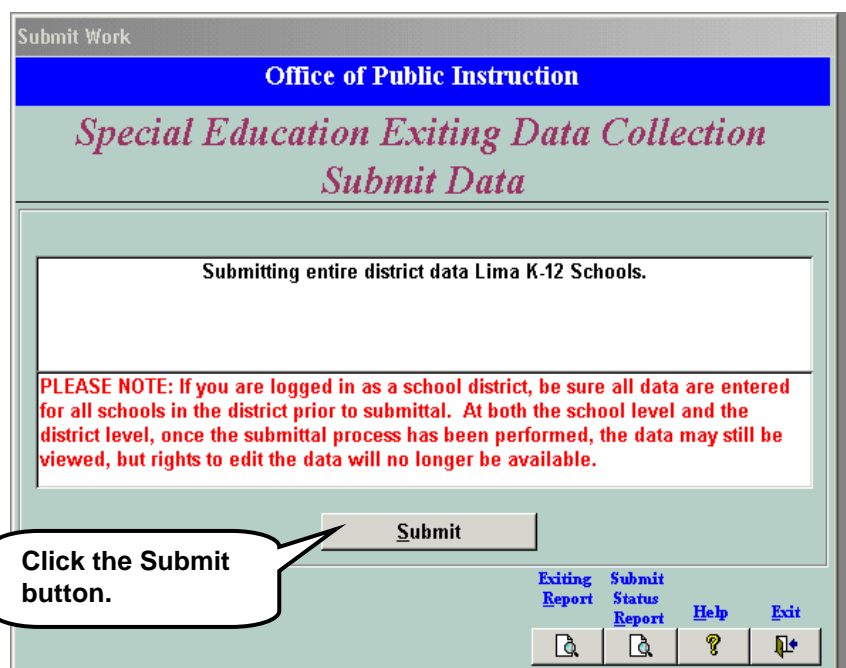 Submit Work
Office of Public Instruction
Special Education Exiting Data Collection
Submit Data
Submitting entire district data Lima K-12 Schools.
PLEASE NOTE: If you are logged in as a school district, be sure all data are entered
for all schools in the district prior to submittal.  At both the school level and the
district level, once the submittal process has been performed, the data may still be
viewed, but rights to edit the data will no longer be available.
Submit
Click the Submit
button.
Exiting
Report
Submit
Status
Report
Help
Exit